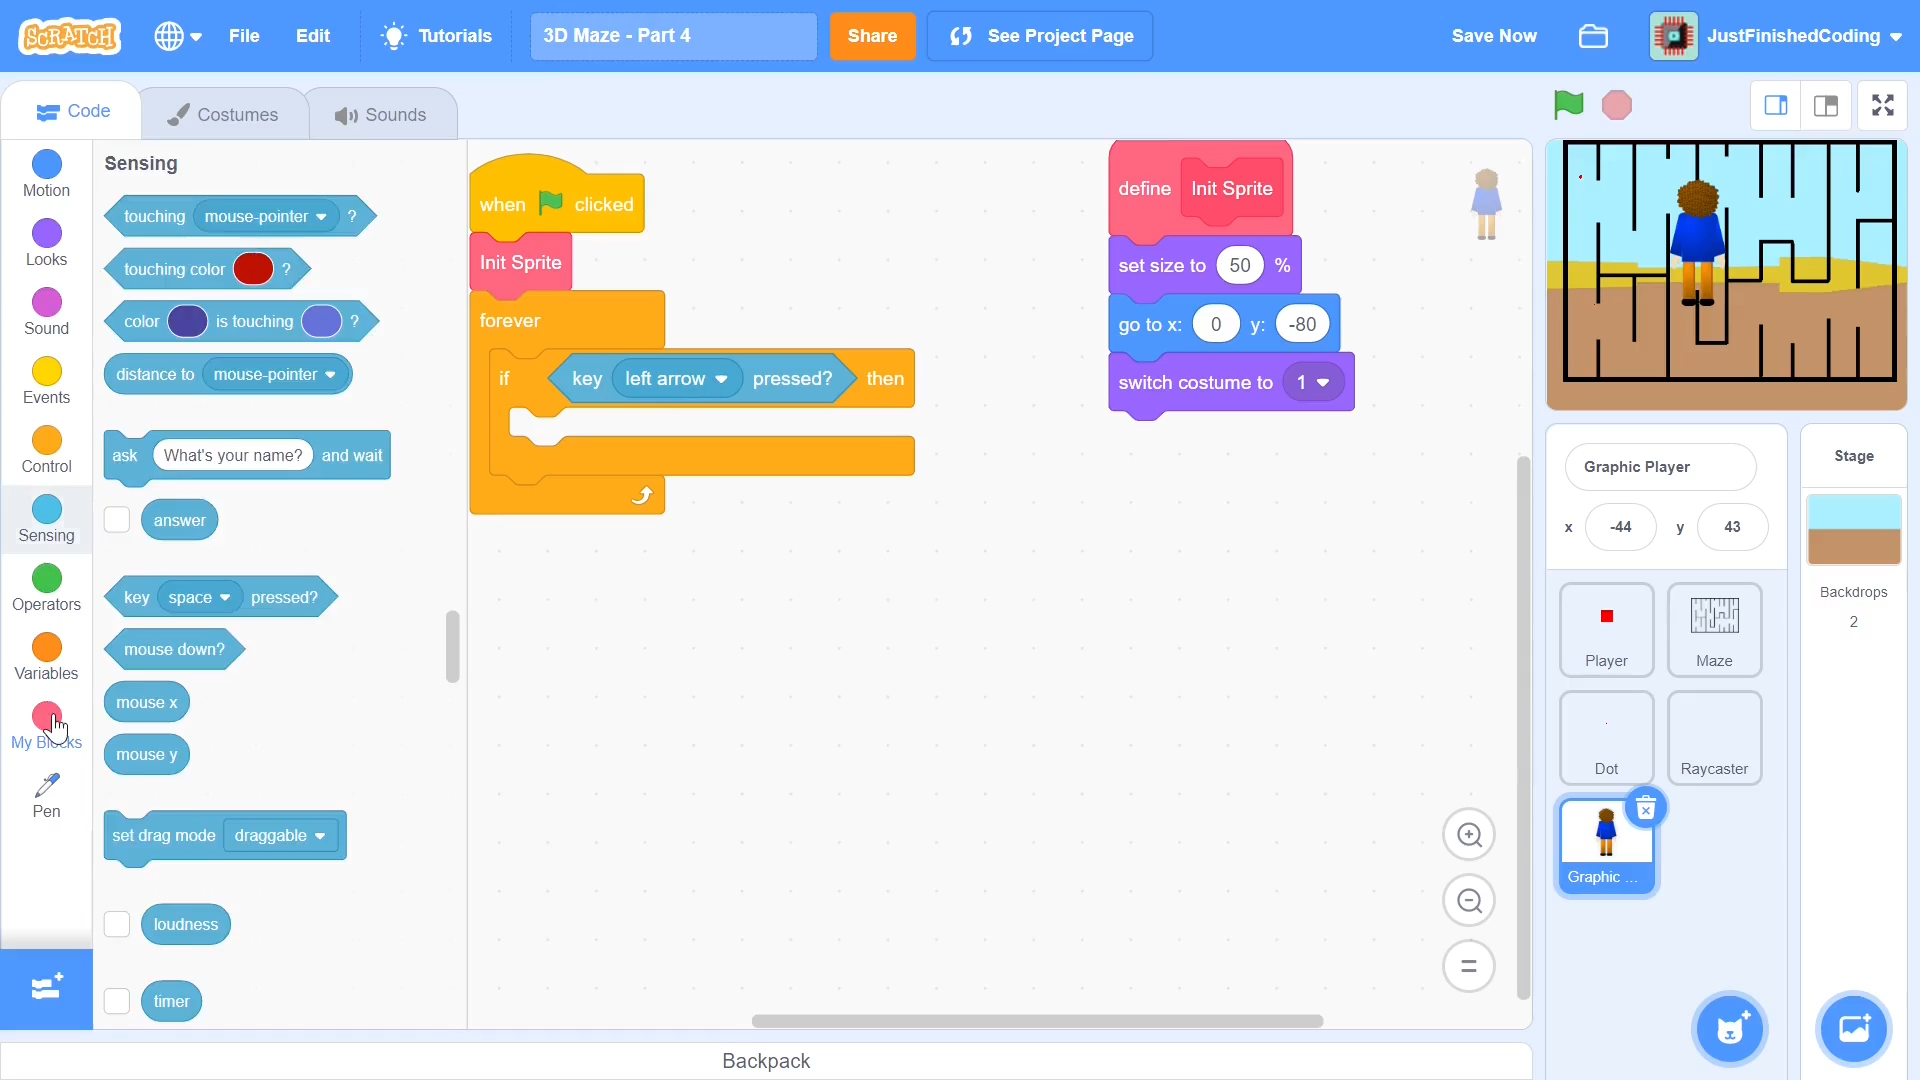 SCRATCH
File
Edit
Tutorials
3D Maze - Part 4
Share
See Project Page
Save Now
JustFinishedCoding
Code
Costumes
Sounds
Motion
Looks
Sound
Events
Control
Sensing
Operators
Variables
My Blocks
Pen
Sensing
touching mouse-pointer ?
touching color ?
color is touching ?
distance to mouse-pointer
ask What's your name? and wait
answer
key space pressed?
mouse down?
mouse x
mouse y
set drag mode draggable
loudness
timer
when clicked
Init Sprite
forever
if key left arrow pressed? then
define Init Sprite
set size to 50 %
go to x: 0 y: -80
switch costume to 1
Graphic Player
x -44 y 43
Player
Maze
Dot
Raycaster
Graphic ...
Stage
Backdrops
2
Backpack